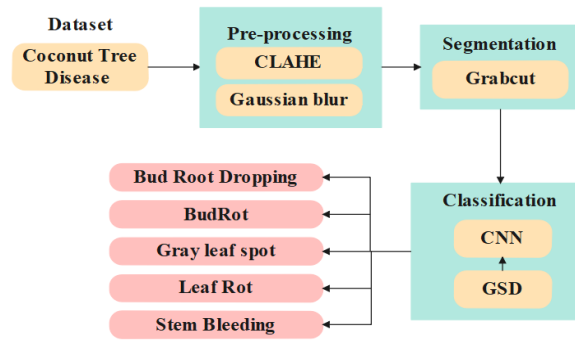 Dataset
Coconut Tree
Disease
Pre-processing
CLAHE
Gaussian blur
Segmentation
Grabcut
Classification
CNN
GSD
Bud Root Dropping
BudRot
Gray leaf spot
Leaf Rot
Stem Bleeding